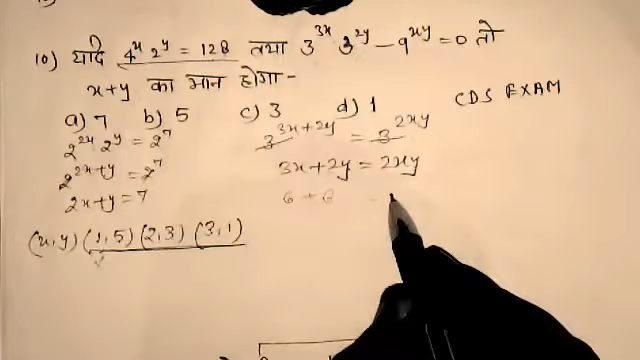 10) यदि 4^x 2^y = 128 तथा 3^3x 3^2y - 9^xy = 0 तो
x+y का मान होगा -
a) 7 b) 5 c) 3 d) 1 CDS EXAM
2^2x 2^y = 2^7 3^3x+2y = 3^2xy
2^2x+y = 2^7 3x+2y = 2xy
2x+y = 7 6 + 6 =
(x,y) (1,5) (2,3) (3,1)